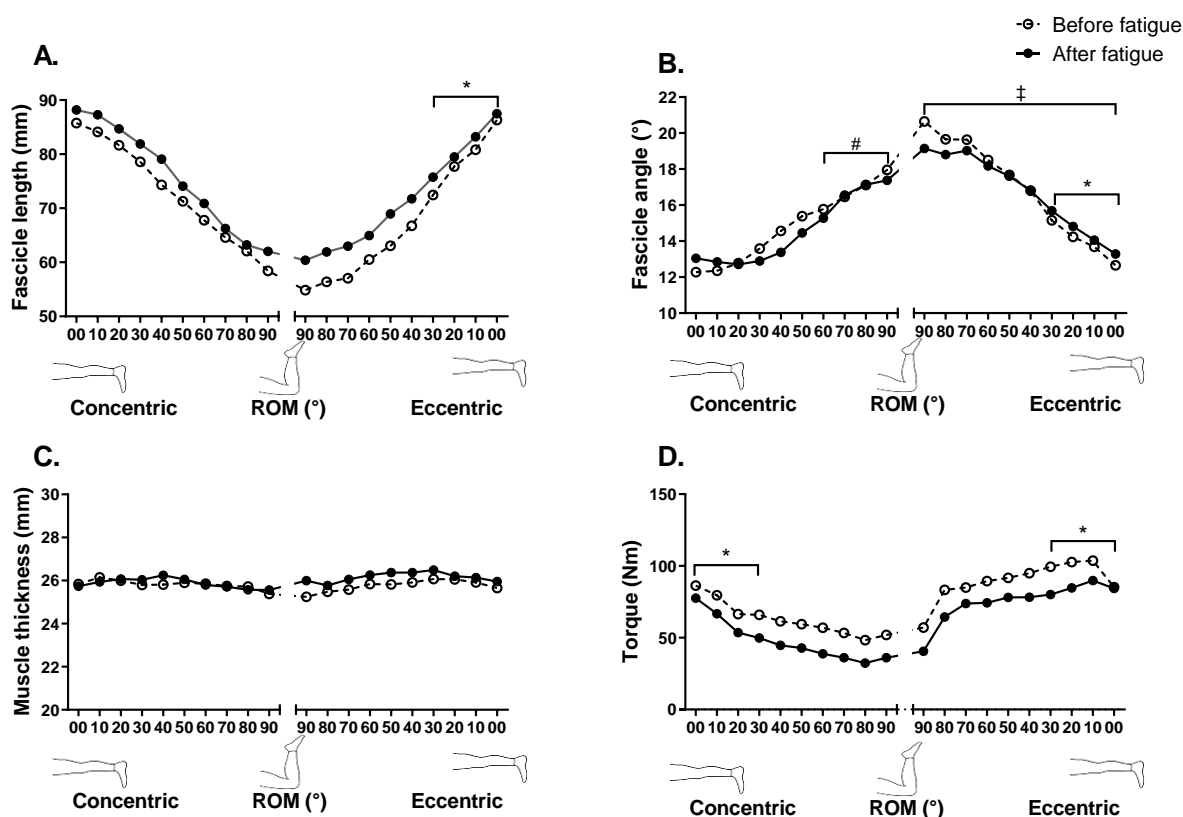 Before fatigue
After fatigue
A.
Fascicle length (mm)
90
80
70
60
50
*
00 10 20 30 40 50 60 70 80 90 90 80 70 60 50 40 30 20 10 00
Concentric ROM (°) Eccentric
B.
Fascicle angle (°)
22
20
18
16
14
12
10
#
‡
*
00 10 20 30 40 50 60 70 80 90 90 80 70 60 50 40 30 20 10 00
Concentric ROM (°) Eccentric
C.
Muscle thickness (mm)
30
28
26
24
22
20
00 10 20 30 40 50 60 70 80 90 90 80 70 60 50 40 30 20 10 00
Concentric ROM (°) Eccentric
D.
Torque (Nm)
150
100
50
0
*
*
00 10 20 30 40 50 60 70 80 90 90 80 70 60 50 40 30 20 10 00
Concentric ROM (°) Eccentric